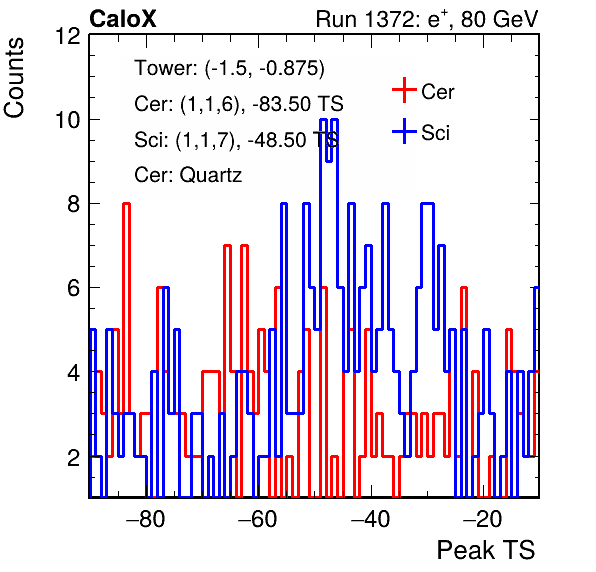 CaloX Run 1372: e+, 80 GeV
Counts
12
10
8
6
4
2
Tower: (-1.5, -0.875)
Cer: (1,1,6), -83.50 TS
Sci: (1,1,7), -48.50 TS
Cer: Quartz
Cer
Sci
−80 −60 −40 −20
Peak TS